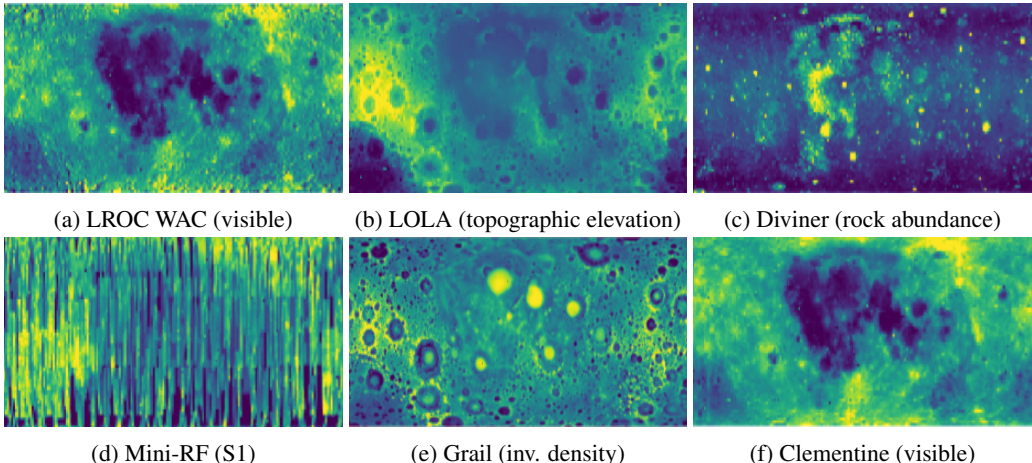 (a) LROC WAC (visible)
(b) LOLA (topographic elevation)
(c) Diviner (rock abundance)
(d) Mini-RF (S1)
(e) Grail (inv. density)
(f) Clementine (visible)